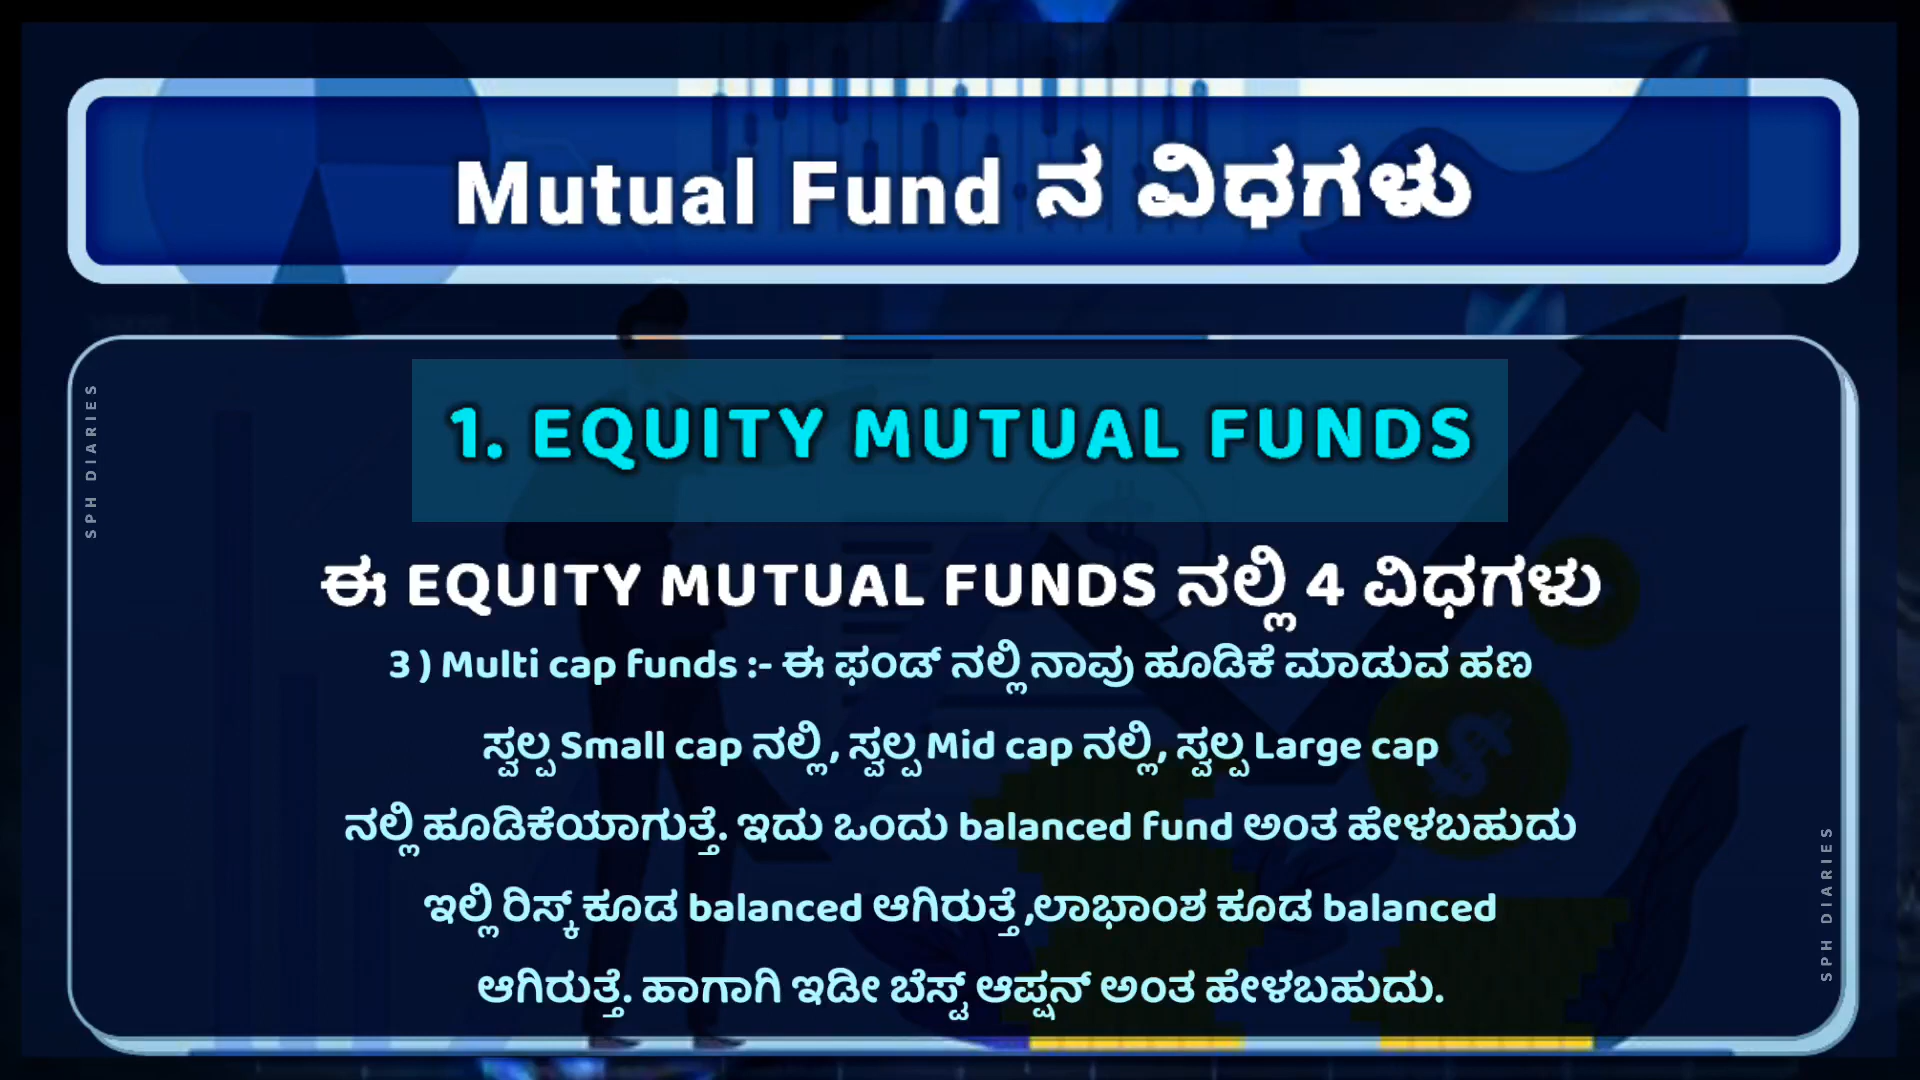 Mutual Fund ನ ವಿಧಗಳು
1. EQUITY MUTUAL FUNDS
ಈ EQUITY MUTUAL FUNDS ನಲ್ಲಿ 4 ವಿಧಗಳು
3 ) Multi cap funds :- ಈ ಫಂಡ್ ನಲ್ಲಿ ನಾವು ಹೂಡಿಕೆ ಮಾಡುವ ಹಣ
ಸ್ವಲ್ಪ Small cap ನಲ್ಲಿ , ಸ್ವಲ್ಪ Mid cap ನಲ್ಲಿ, ಸ್ವಲ್ಪ Large cap
ನಲ್ಲಿ ಹೂಡಿಕೆಯಾಗುತ್ತೆ. ಇದು ಒಂದು balanced fund ಅಂತ ಹೇಳಬಹುದು
ಇಲ್ಲಿ ರಿಸ್ಕ್ ಕೂಡ balanced ಆಗಿರುತ್ತೆ ,ಲಾಭಾಂಶ ಕೂಡ balanced
ಆಗಿರುತ್ತೆ. ಹಾಗಾಗಿ ಇಡೀ ಬೆಸ್ಟ್ ಆಪ್ಷನ್ ಅಂತ ಹೇಳಬಹುದು.
SPH DIARIES
SPH DIARIES